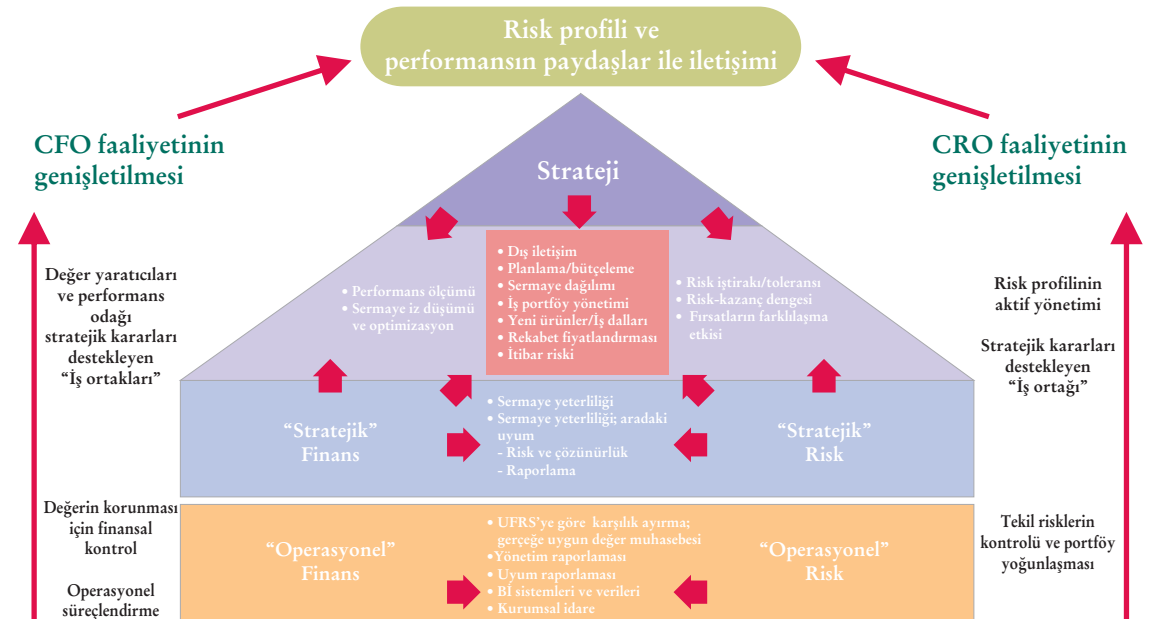 Risk profili ve
performansın paydaşlar ile iletişimi
CFO faaliyetinin
genişletilmesi
CRO faaliyetinin
genişletilmesi
Strateji
Değer yaratıcıları
ve performans
odağı
stratejik kararları
destekleyen
“İş ortakları”
• Performans ölçümü
• Sermaye iz düşümü
ve optimizasyon
• Dış iletişim
• Planlama/bütçeleme
• Sermaye dağılımı
• İş portföy yönetimi
• Yeni ürünler/İş dalları
• Rekabet fiyatlandırması
• İtibar riski
• Risk iştirakı/toleransı
• Risk-kazanç dengesi
• Fırsatların farklılaşma
etkisi
Risk profilinin
aktif yönetimi
Stratejik kararları
destekleyen
“İş ortağı”
“Stratejik”
Finans
• Sermaye yeterliliği
• Sermaye yeterliliği; aradaki
uyum
- Risk ve çözünürlük
- Raporlama
“Stratejik”
Risk
Değerin korunması
için finansal
kontrol
Operasyonel
süreçlendirme
“Operasyonel”
Finans
• UFRS’ye göre karşılık ayırma;
gerçeğe uygun değer muhasebesi
•Yönetim raporlaması
• Uyum raporlaması
• Bİ sistemleri ve verileri
• Kurumsal idare
“Operasyonel”
Risk
Tekil risklerin
kontrolü ve portföy
yoğunlaşması